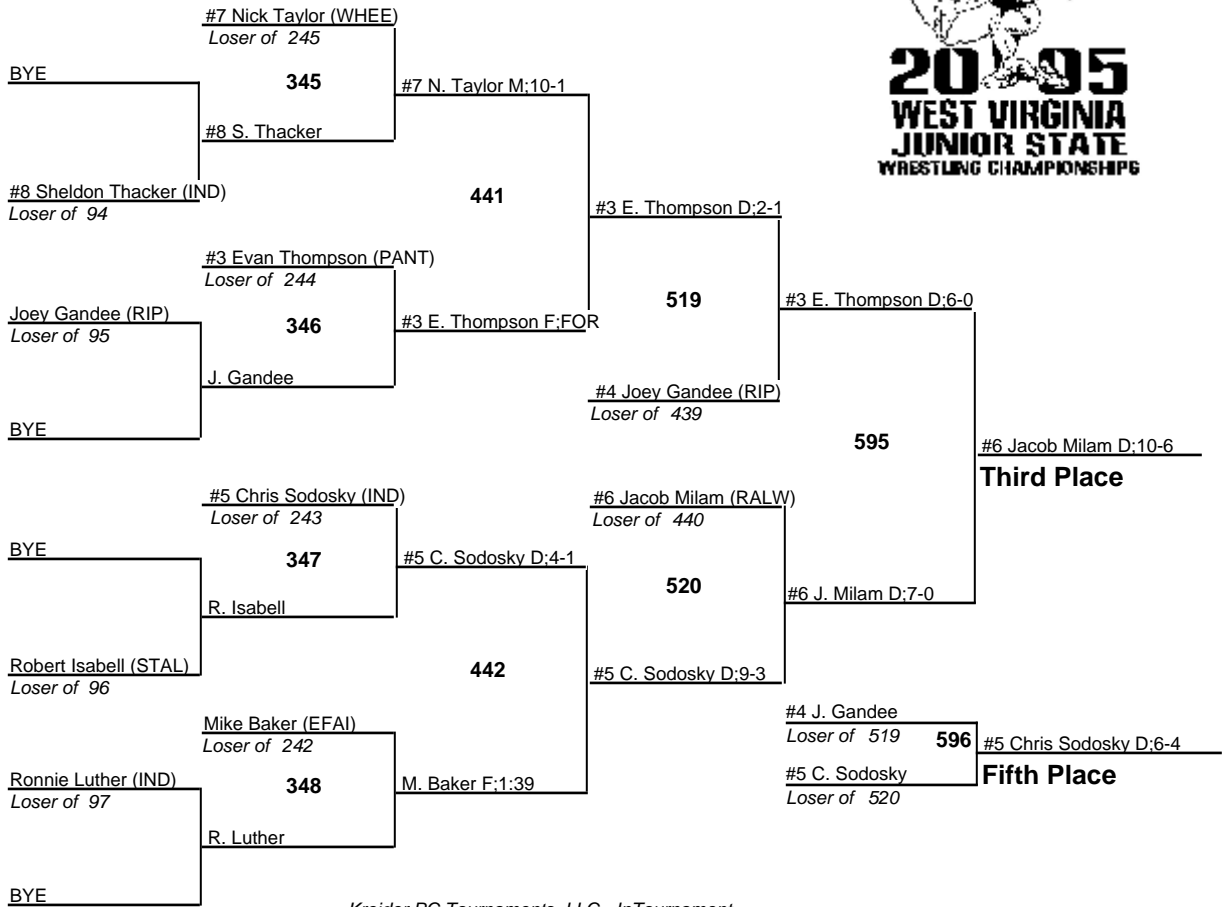 #7 Nick Taylor (WHEE)
Loser of 245
BYE
345
#7 N. Taylor M;10-1
#8 S. Thacker
#8 Sheldon Thacker (IND)
Loser of 94
441
#3 E. Thompson D;2-1
#3 Evan Thompson (PANT)
Loser of 244
Joey Gandee (RIP)
Loser of 95
346
#3 E. Thompson F;FOR
519
#3 E. Thompson D;6-0
J. Gandee
#4 Joey Gandee (RIP)
Loser of 439
BYE
595
#6 Jacob Milam D;10-6
Third Place
#5 Chris Sodosky (IND)
Loser of 243
#6 Jacob Milam (RALW)
Loser of 440
BYE
347
#5 C. Sodosky D;4-1
520
R. Isabell
#6 J. Milam D;7-0
Robert Isabell (STAL)
Loser of 96
442
#5 C. Sodosky D;9-3
Mike Baker (EFAI)
Loser of 242
#4 J. Gandee
Loser of 519
596
#5 Chris Sodosky D;6-4
Fifth Place
Ronnie Luther (IND)
Loser of 97
348
M. Baker F;1:39
#5 C. Sodosky
Loser of 520
R. Luther
BYE
20 05
WEST VIRGINIA
JUNIOR STATE
WRESTLING CHAMPIONSHIPS